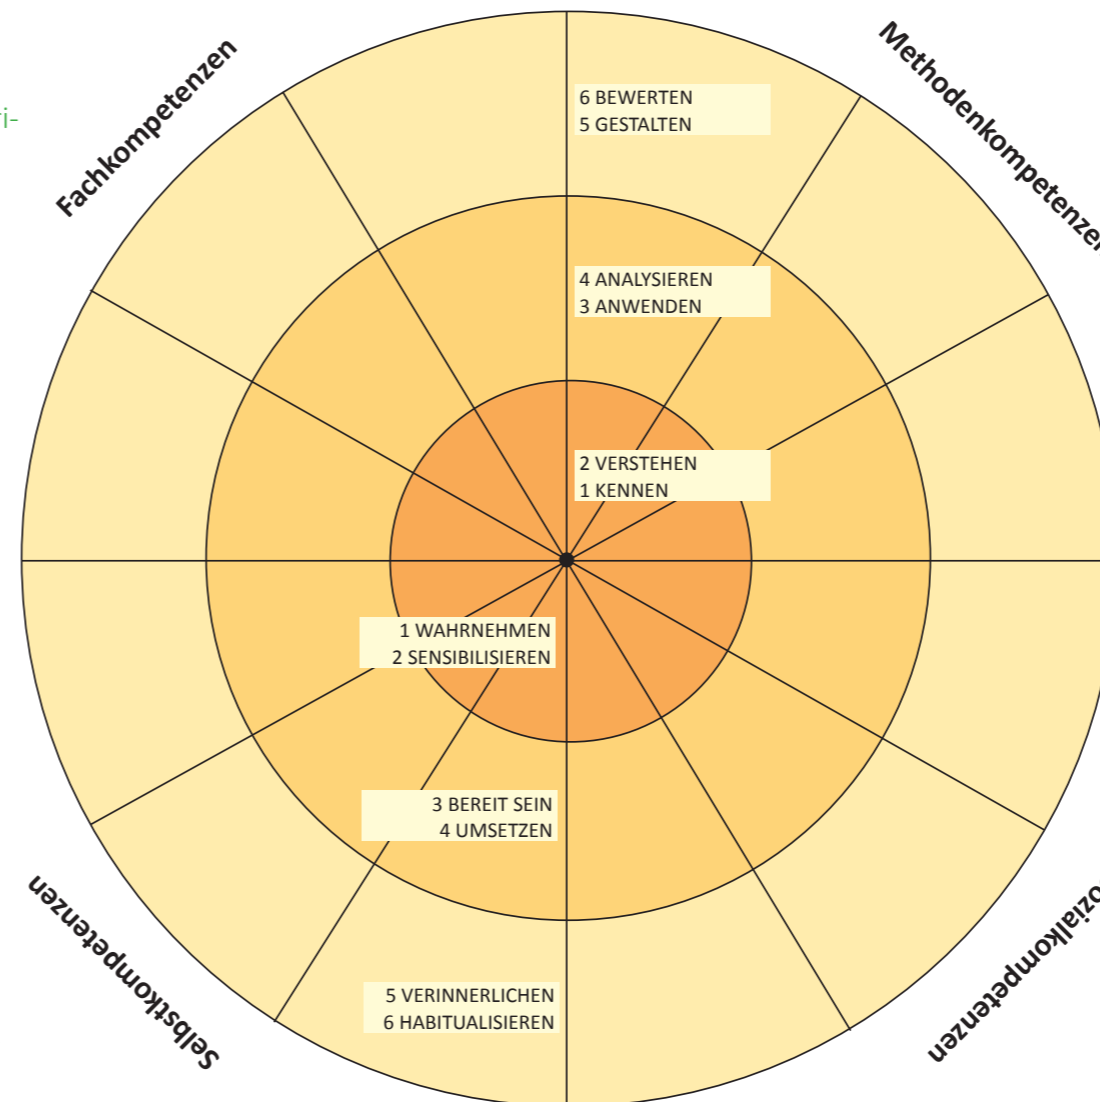 Fachkompetenzen
Methodenkompetenzen
6 BEWERTEN
5 GESTALTEN
4 ANALYSIEREN
3 ANWENDEN
2 VERSTEHEN
1 KENNEN
1 WAHRNEHMEN
2 SENSIBILISIEREN
3 BEREIT SEIN
4 UMSETZEN
5 VERINNERLICHEN
6 HABITUALISIEREN
Selbstkompetenzen
ozialkompetenzen